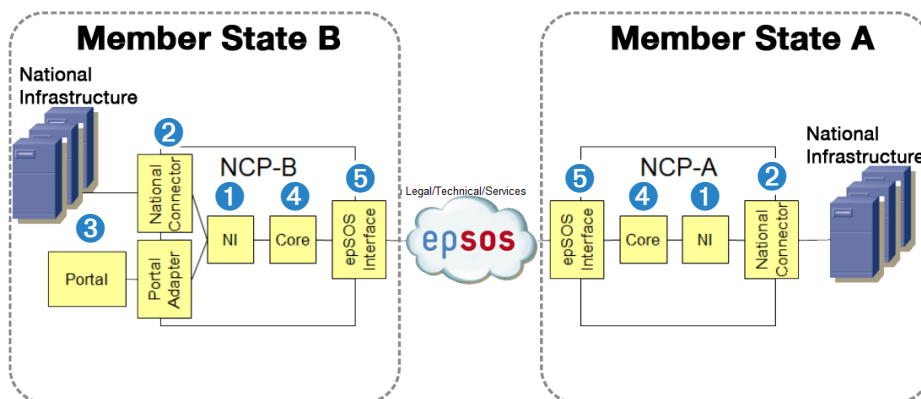 Member State B
Member State A
National
Infrastructure
2
NCP-B
National
Connector
1
4
5
3
NI
Core
epSOS
Interface
Portal
Portal
Adapter
Legal/Technical/Services
epsos
National
Infrastructure
NCP-A
5
4
1
2
epSOS
Interface
Core
NI
National
Connector